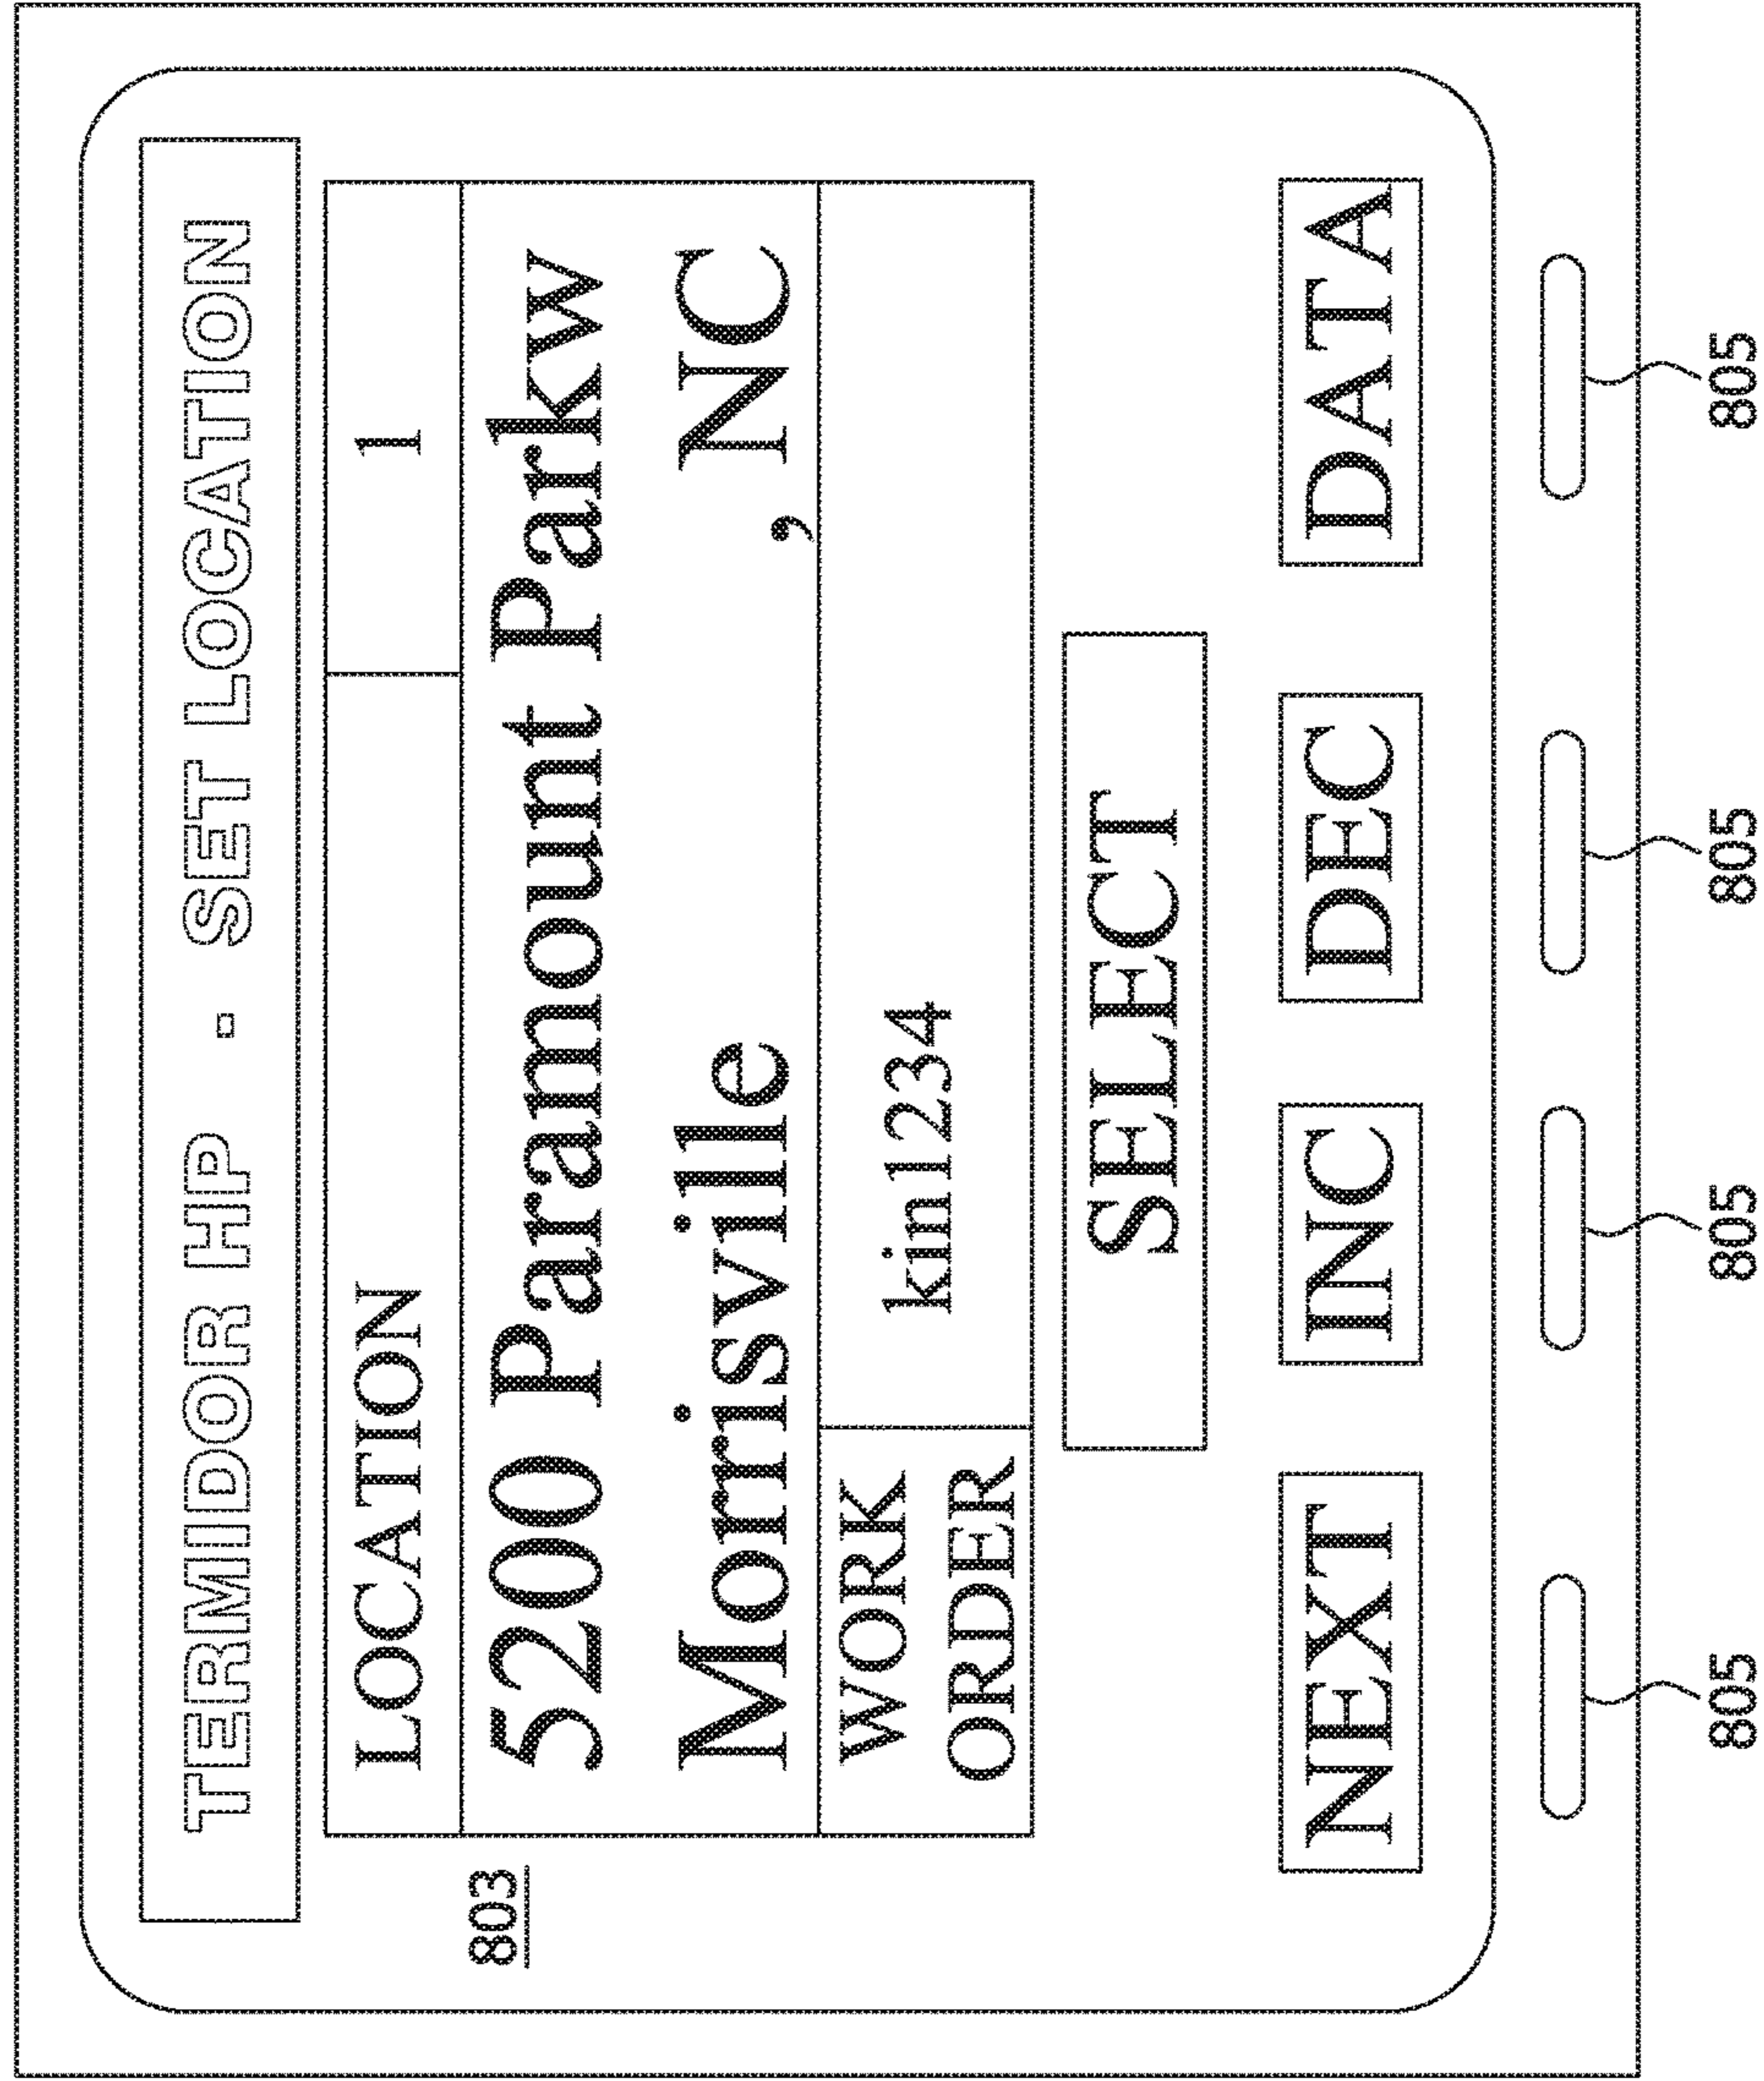 TERMIDOR HP - SET LOCATION
LOCATION 1
803
5200 Paramount Parkw
Morrisville , NC
WORK
ORDER
kin1234
SELECT
NEXT INC DEC DATA
805 805 805 805